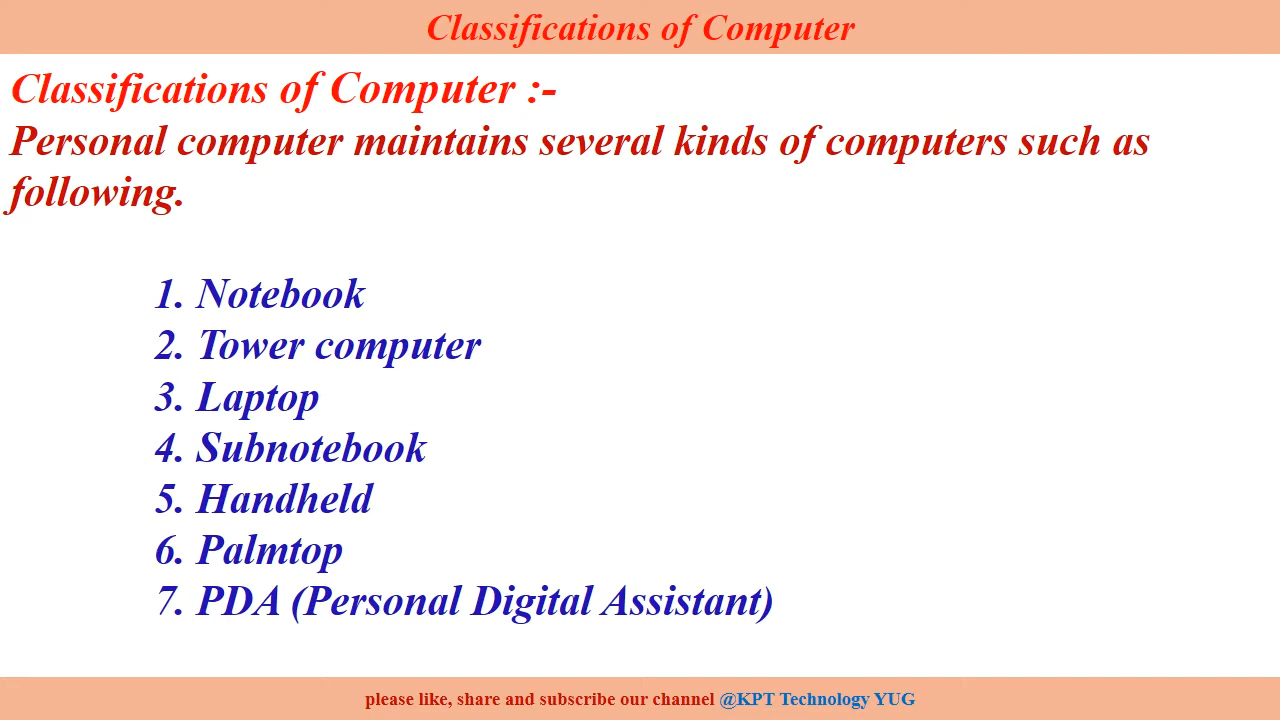 Classifications of Computer
Classifications of Computer :-
Personal computer maintains several kinds of computers such as
following.
1. Notebook
2. Tower computer
3. Laptop
4. Subnotebook
5. Handheld
6. Palmtop
7. PDA (Personal Digital Assistant)
please like, share and subscribe our channel @KPT Technology YUG